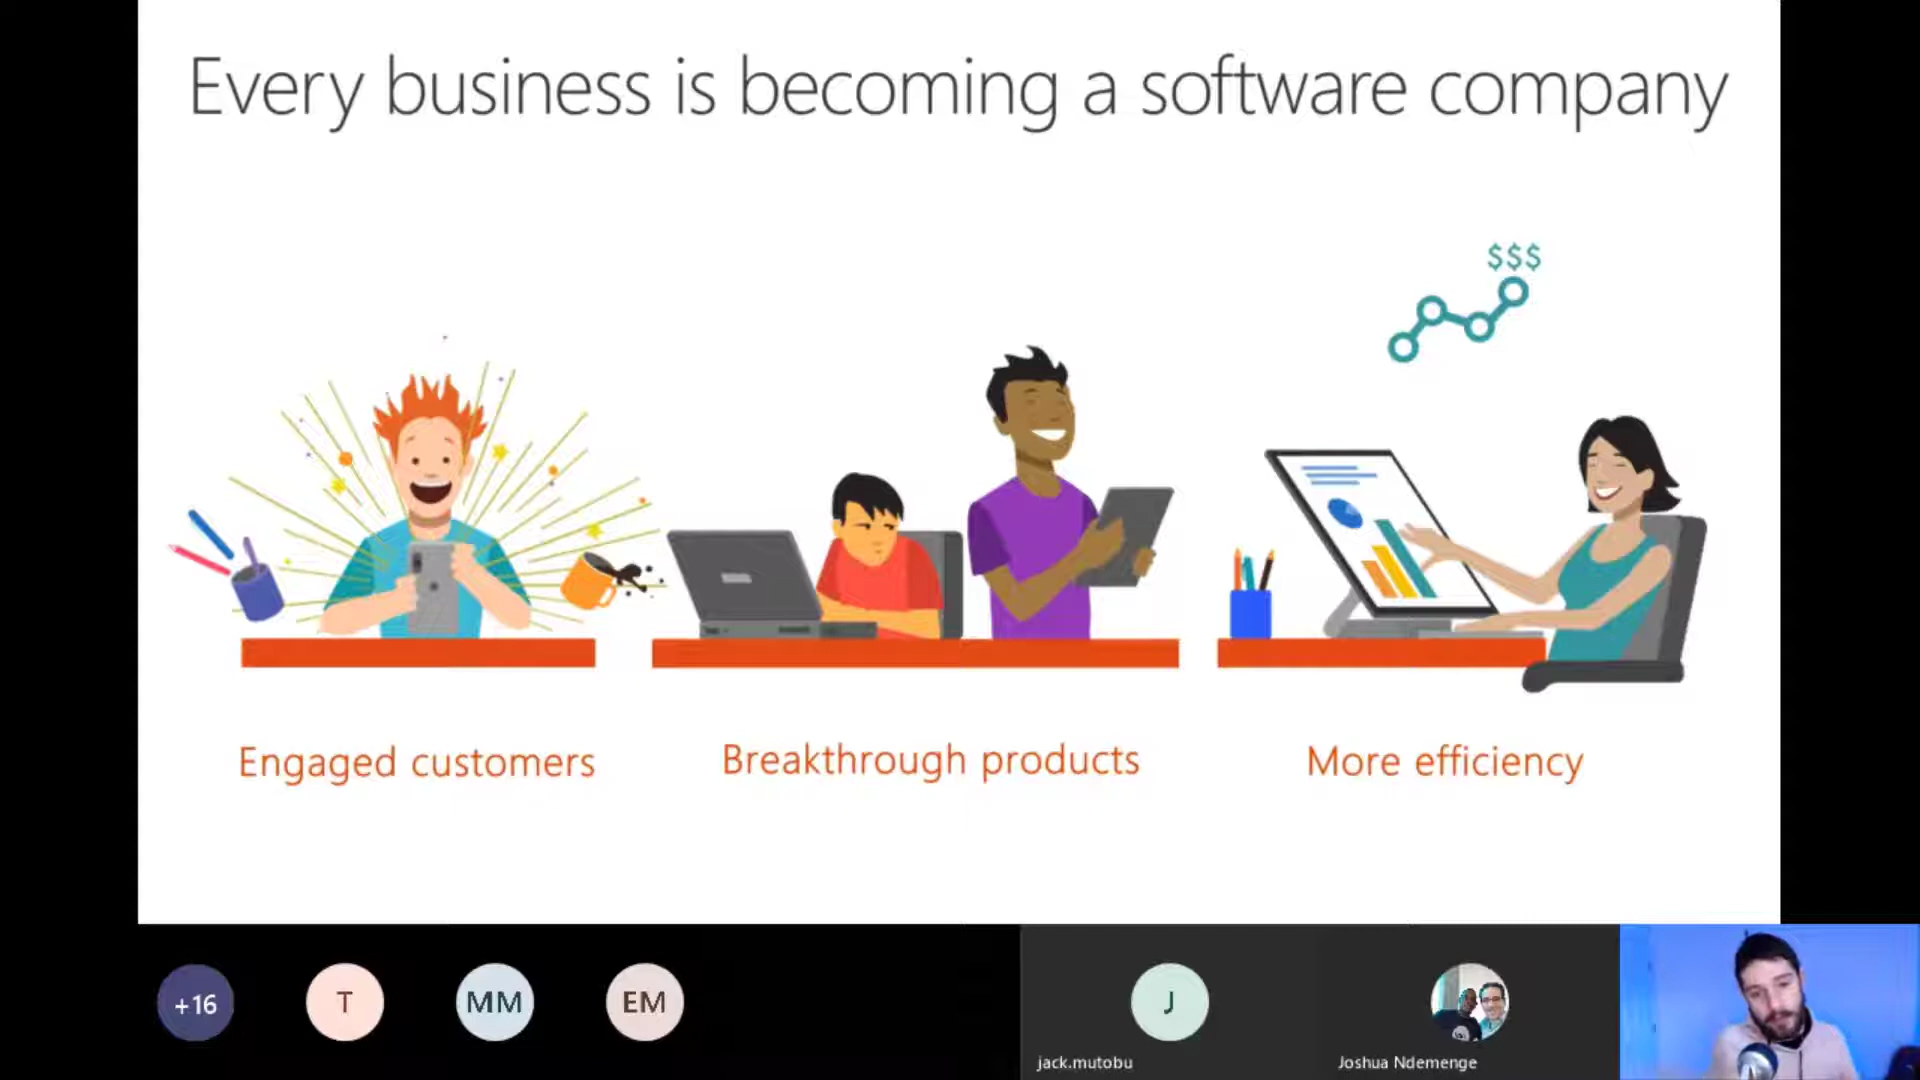 Every business is becoming a software company
$$$
Engaged customers
Breakthrough products
More efficiency
+16
T
MM
EM
J
jack.mutobu
Joshua Ndemenge